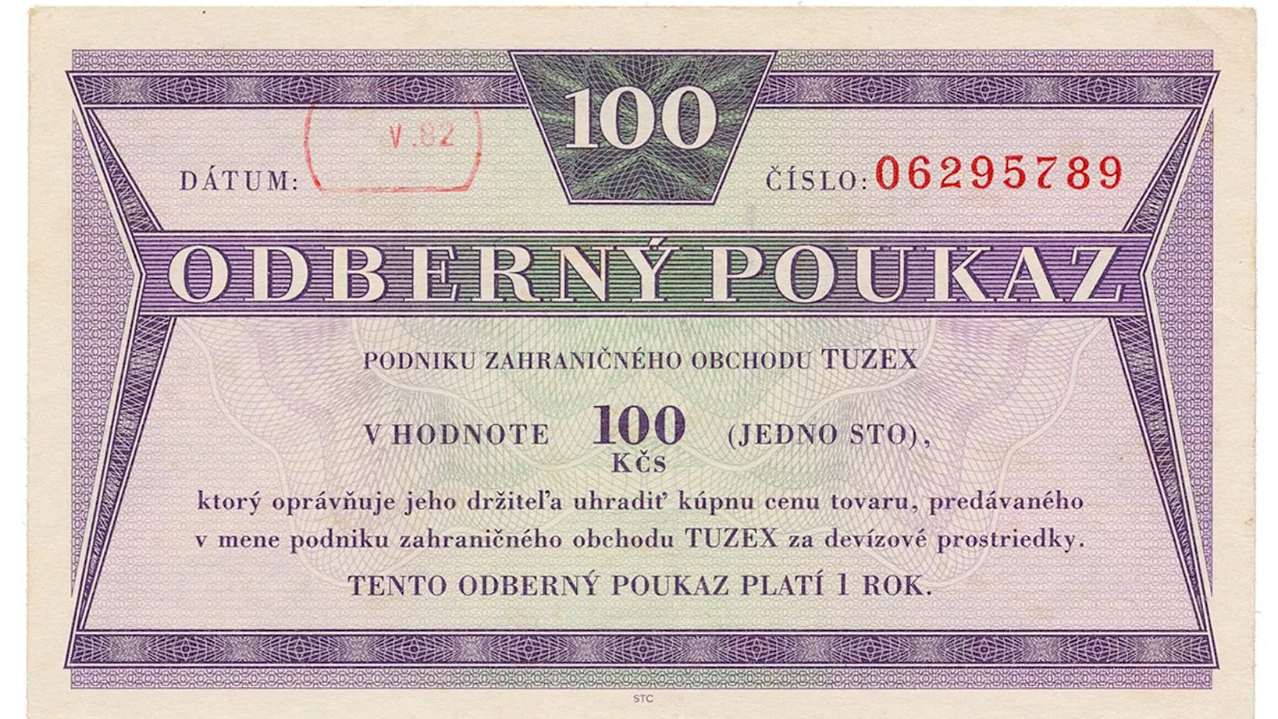 100
V.82
DÁTUM:
ČÍSLO: 06295789
ODBERNÝ POUKAZ
PODNIKU ZAHRANIČNÉHO OBCHODU TUZEX
V HODNOTE 100 (JEDNO STO),
KČS
ktorý oprávňuje jeho držiteľa uhradiť kúpnu cenu tovaru, predávaného
v mene podniku zahraničného obchodu TUZEX za devízové prostriedky.
TENTO ODBERNÝ POUKAZ PLATÍ 1 ROK.
STC